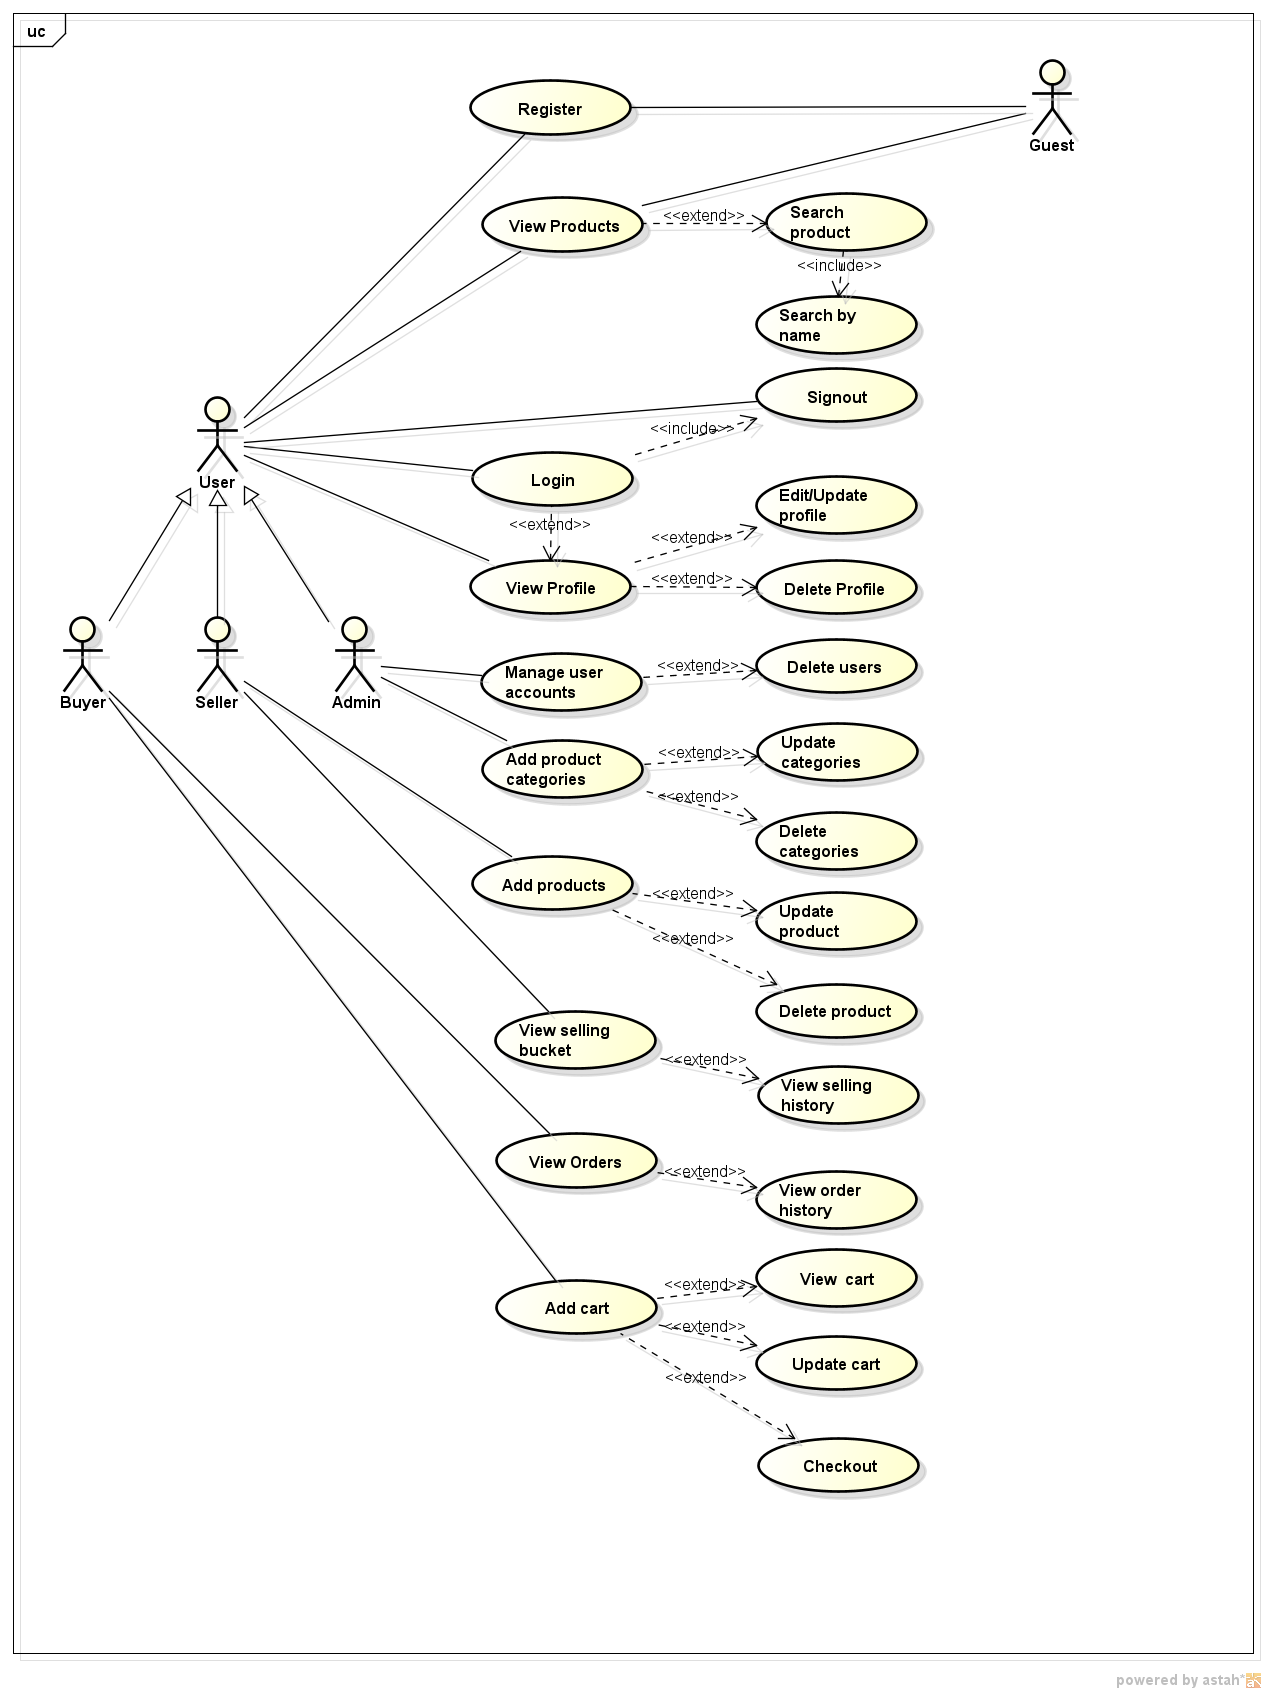 uc
Register
Guest
View Products
<<extend>>
Search
product
<<include>>
Search by
name
Signout
<<include>>
User
Login
<<extend>>
Edit/Update
profile
<<extend>>
View Profile
<<extend>>
Delete Profile
Buyer
Seller
Admin
Manage user
accounts
<<extend>>
Delete users
Add product
categories
<<extend>>
Update
categories
<<extend>>
Delete
categories
Add products
<<extend>>
Update
product
<<extend>>
Delete product
View selling
bucket
<<extend>>
View selling
history
View Orders
<<extend>>
View order
history
Add cart
<<extend>>
View  cart
<<extend>>
Update cart
<<extend>>
Checkout
powered by astah*